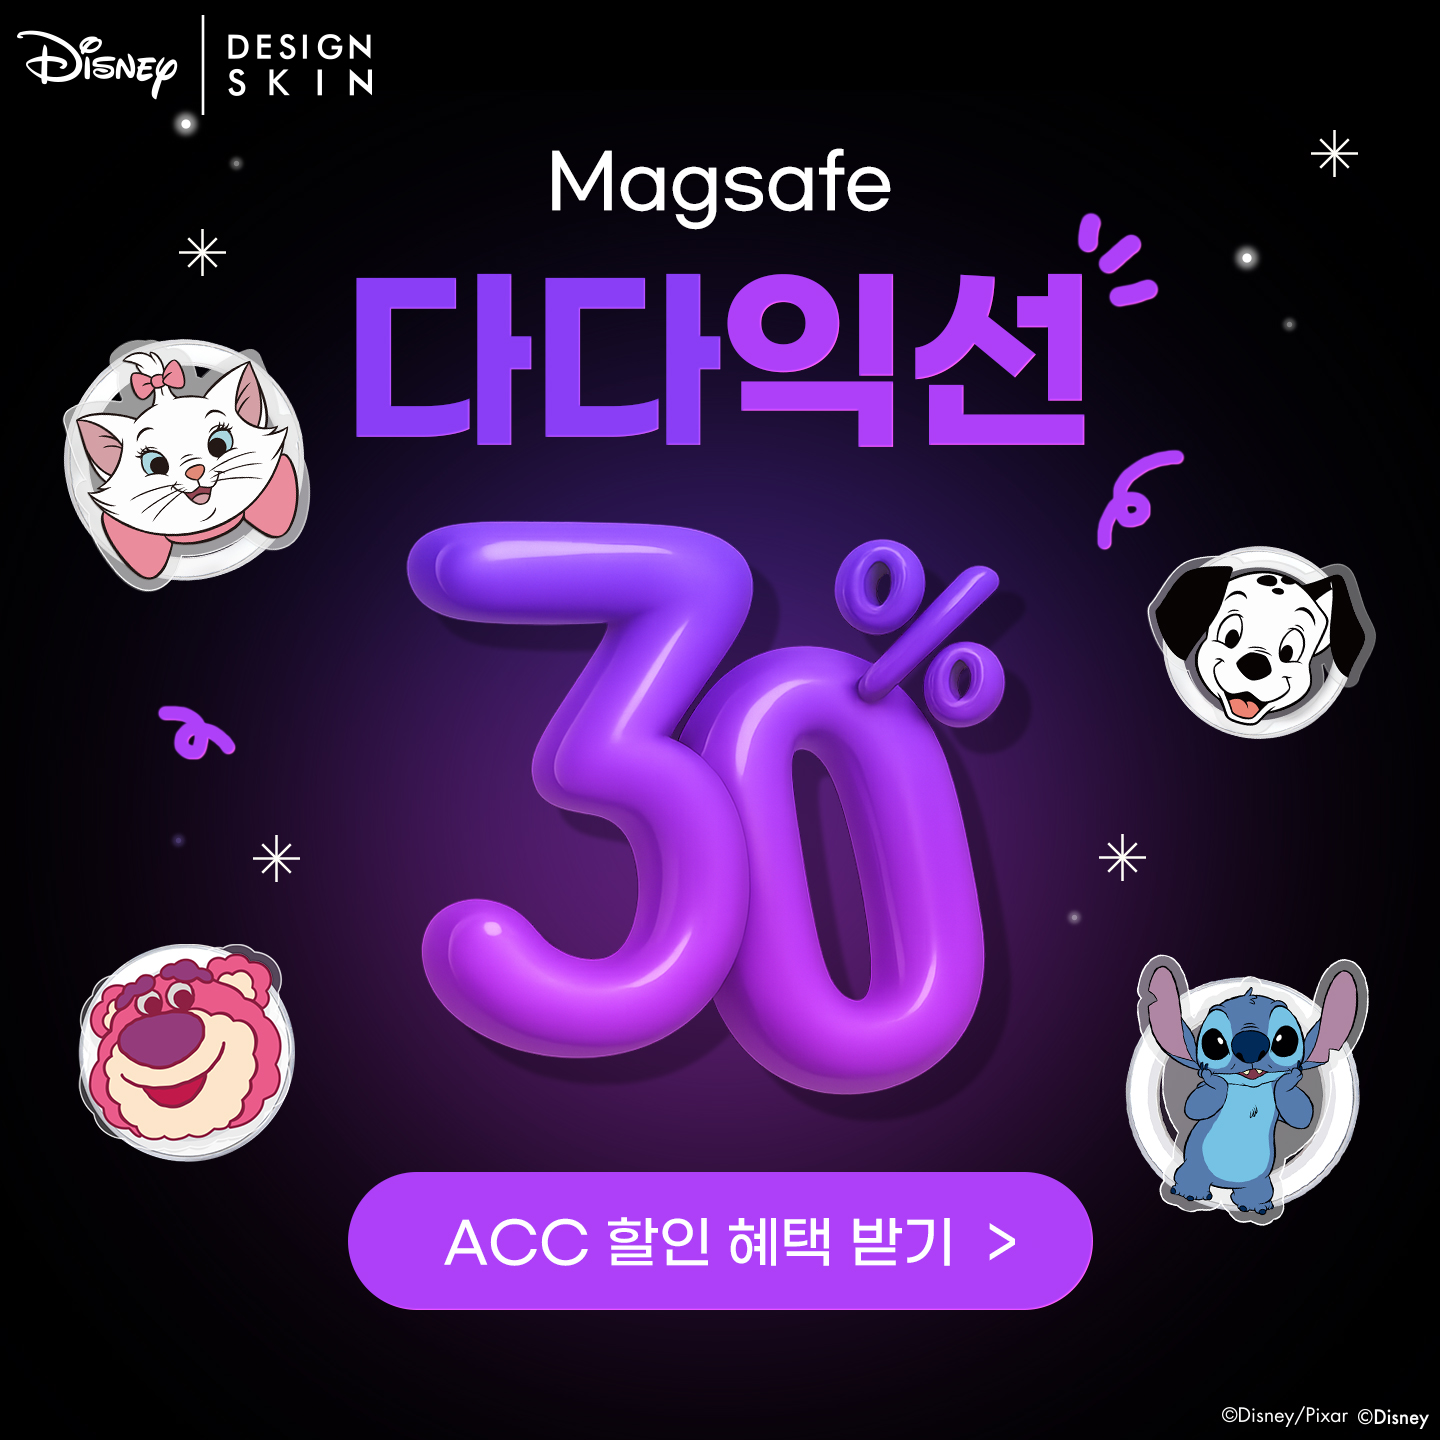 Disney
DESIGN
SKIN
Magsafe
다다익선
30%
ACC 할인 혜택 받기 >
©Disney/Pixar ©Disney